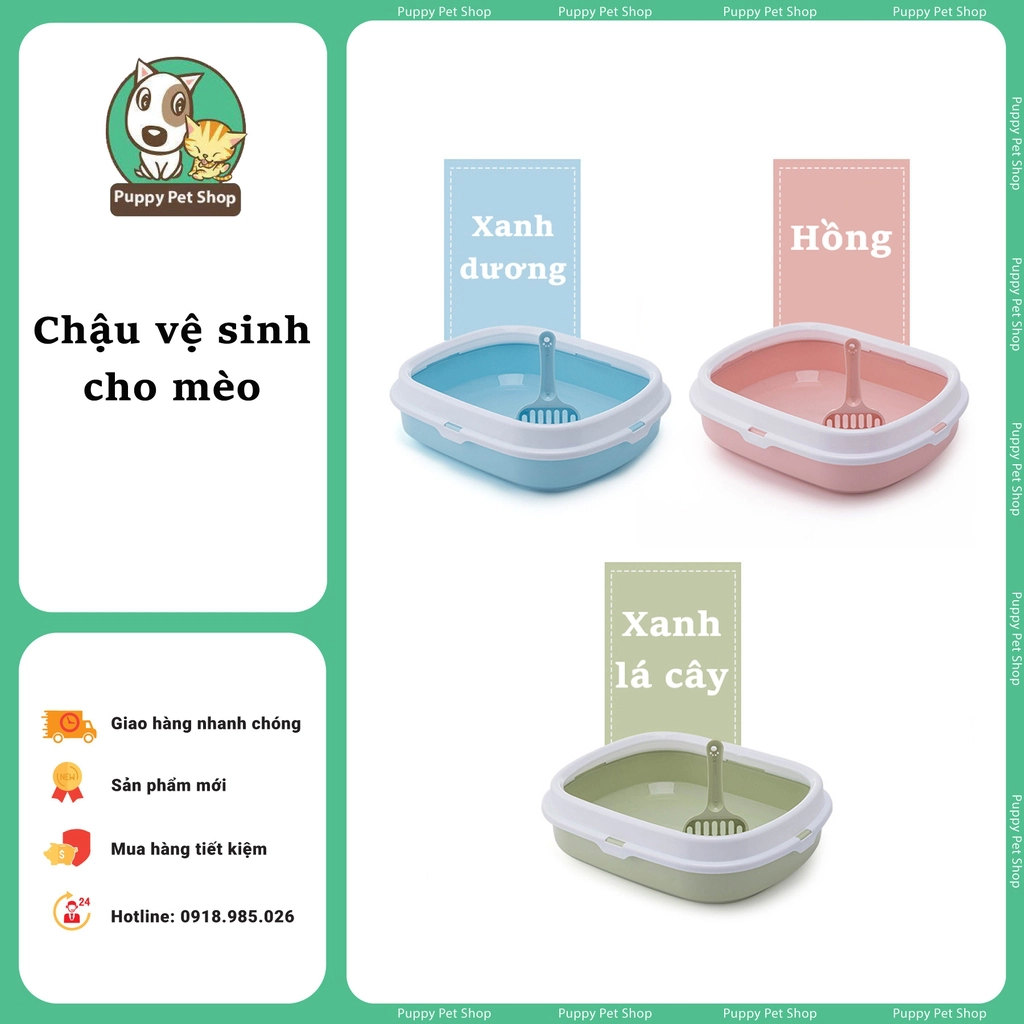 Puppy Pet Shop
Puppy Pet Shop
Puppy Pet Shop
Puppy Pet Shop
Puppy Pet Shop
Chậu vệ sinh
cho mèo
Giao hàng nhanh chóng
NEW
Sản phẩm mới
$
Mua hàng tiết kiệm
24
Hotline: 0918.985.026
Xanh
dương
Hồng
Xanh
lá cây
Puppy Pet Shop
Puppy Pet Shop
Puppy Pet Shop
Puppy Pet Shop
Puppy Pet Shop
Puppy Pet Shop
Puppy Pet Shop
Puppy Pet Shop
Puppy Pet Shop